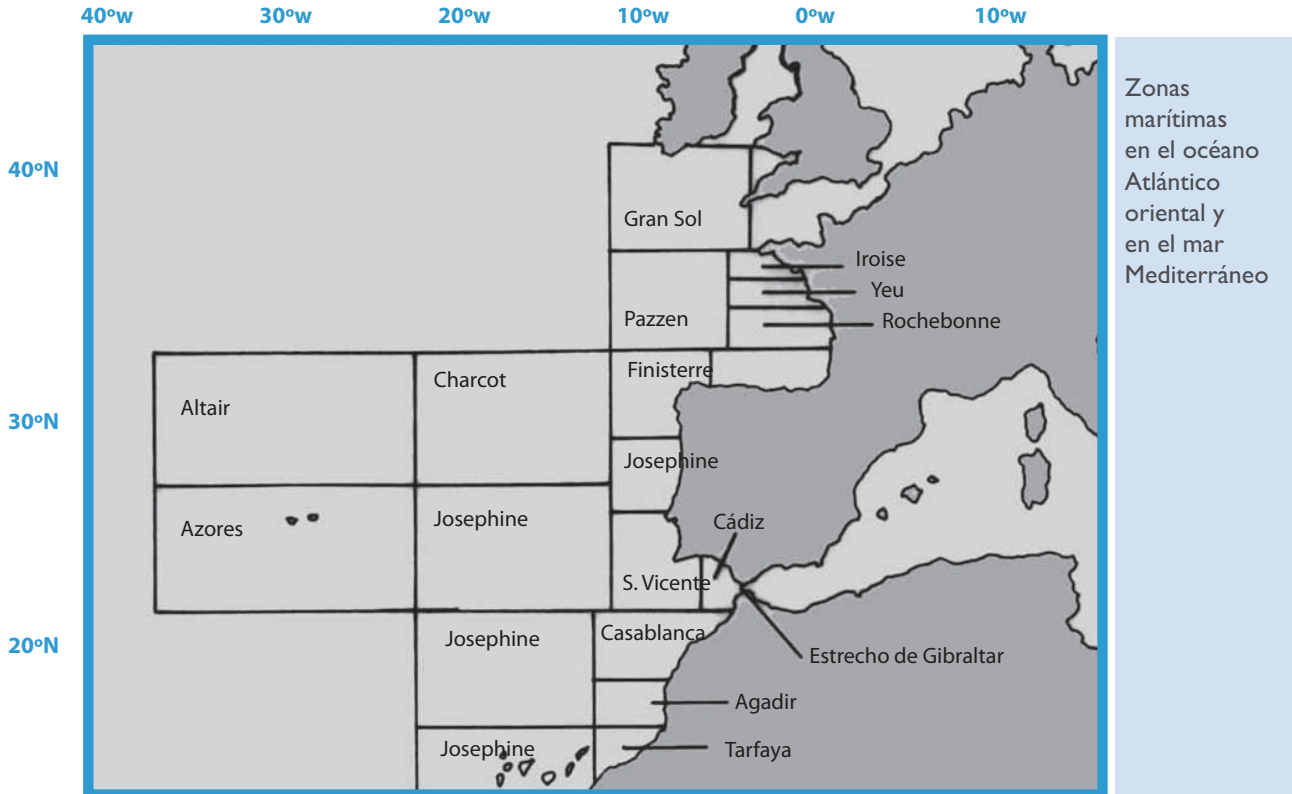 40ºw 30ºw 20ºw 10ºw 0ºw 10ºw
40ºN
30ºN
20ºN
Gran Sol
Iroise
Yeu
Pazzen
Rochebonne
Finisterre
Charcot
Altair
Josephine
Azores
Josephine
Cádiz
S. Vicente
Josephine
Casablanca
Estrecho de Gibraltar
Agadir
Josephine
Tarfaya
Zonas
marítimas
en el océano
Atlántico
oriental y
en el mar
Mediterráneo